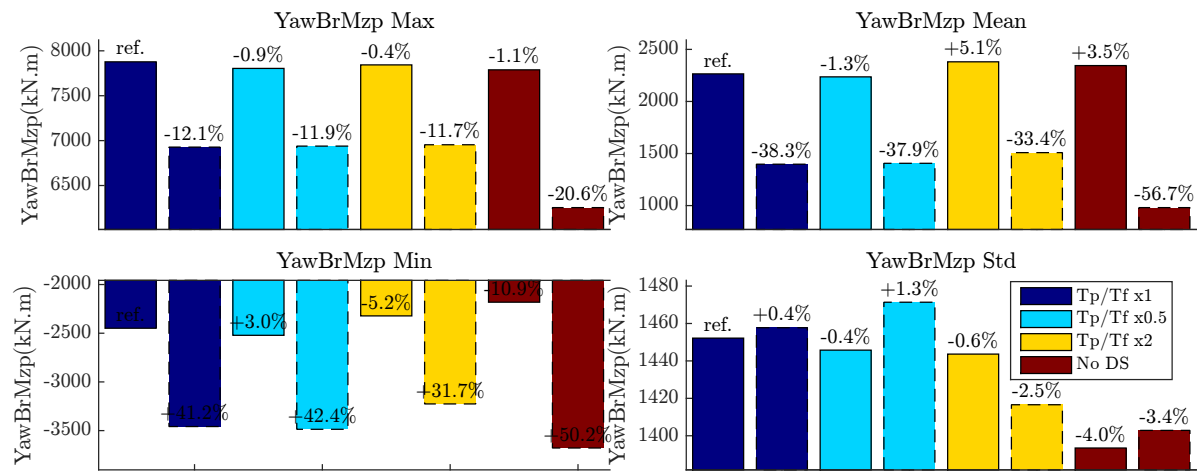 YawBrMzp Max
YawBrMzp(kN.m)
8000
7500
7000
6500
ref.
-12.1%
-0.9%
-11.9%
-0.4%
-11.7%
-1.1%
-20.6%
YawBrMzp Mean
YawBrMzp(kN.m)
2500
2000
1500
1000
ref.
-38.3%
-1.3%
-37.9%
+5.1%
-33.4%
+3.5%
-56.7%
YawBrMzp Min
YawBrMzp(kN.m)
-2000
-2500
-3000
-3500
ref.
+41.2%
+3.0%
+42.4%
-5.2%
+31.7%
-10.9%
+50.2%
YawBrMzp Std
YawBrMzp(kN.m)
1480
1460
1440
1420
1400
ref.
+0.4%
-0.4%
+1.3%
-0.6%
-2.5%
-4.0%
-3.4%
Tp/Tf x1
Tp/Tf x0.5
Tp/Tf x2
No DS